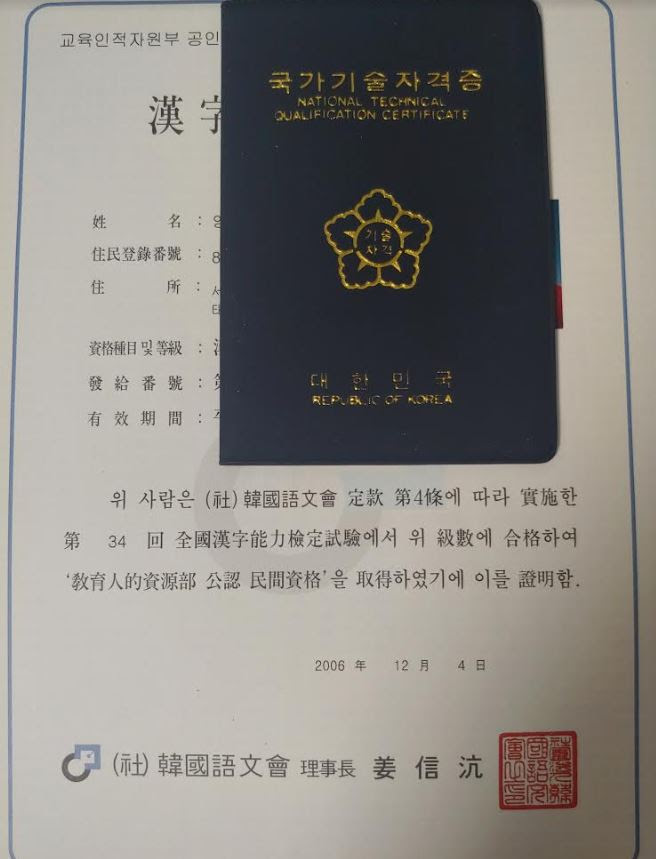 교육인적자원부 공인
漢字
국가기술자격증
NATIONAL TECHNICAL
QUALIFICATION CERTIFICATE
기술
자격
대한민국
REPUBLIC OF KOREA
姓 名 :
住民登錄番號 : 8
住 所 :
資格種目 및 等級 :
發給番號 :
有效期間 :
위 사람은 (社)韓國語文會 定款 第4條에 따라 實施한
第 34 回 全國漢字能力檢定試驗에서 위 級數에 合格하여
'敎育人的資源部 公認 民間資格'을 取得하였기에 이를 證明함.
2006 年 12 月 4 日
(社)韓國語文會 理事長 姜信沆